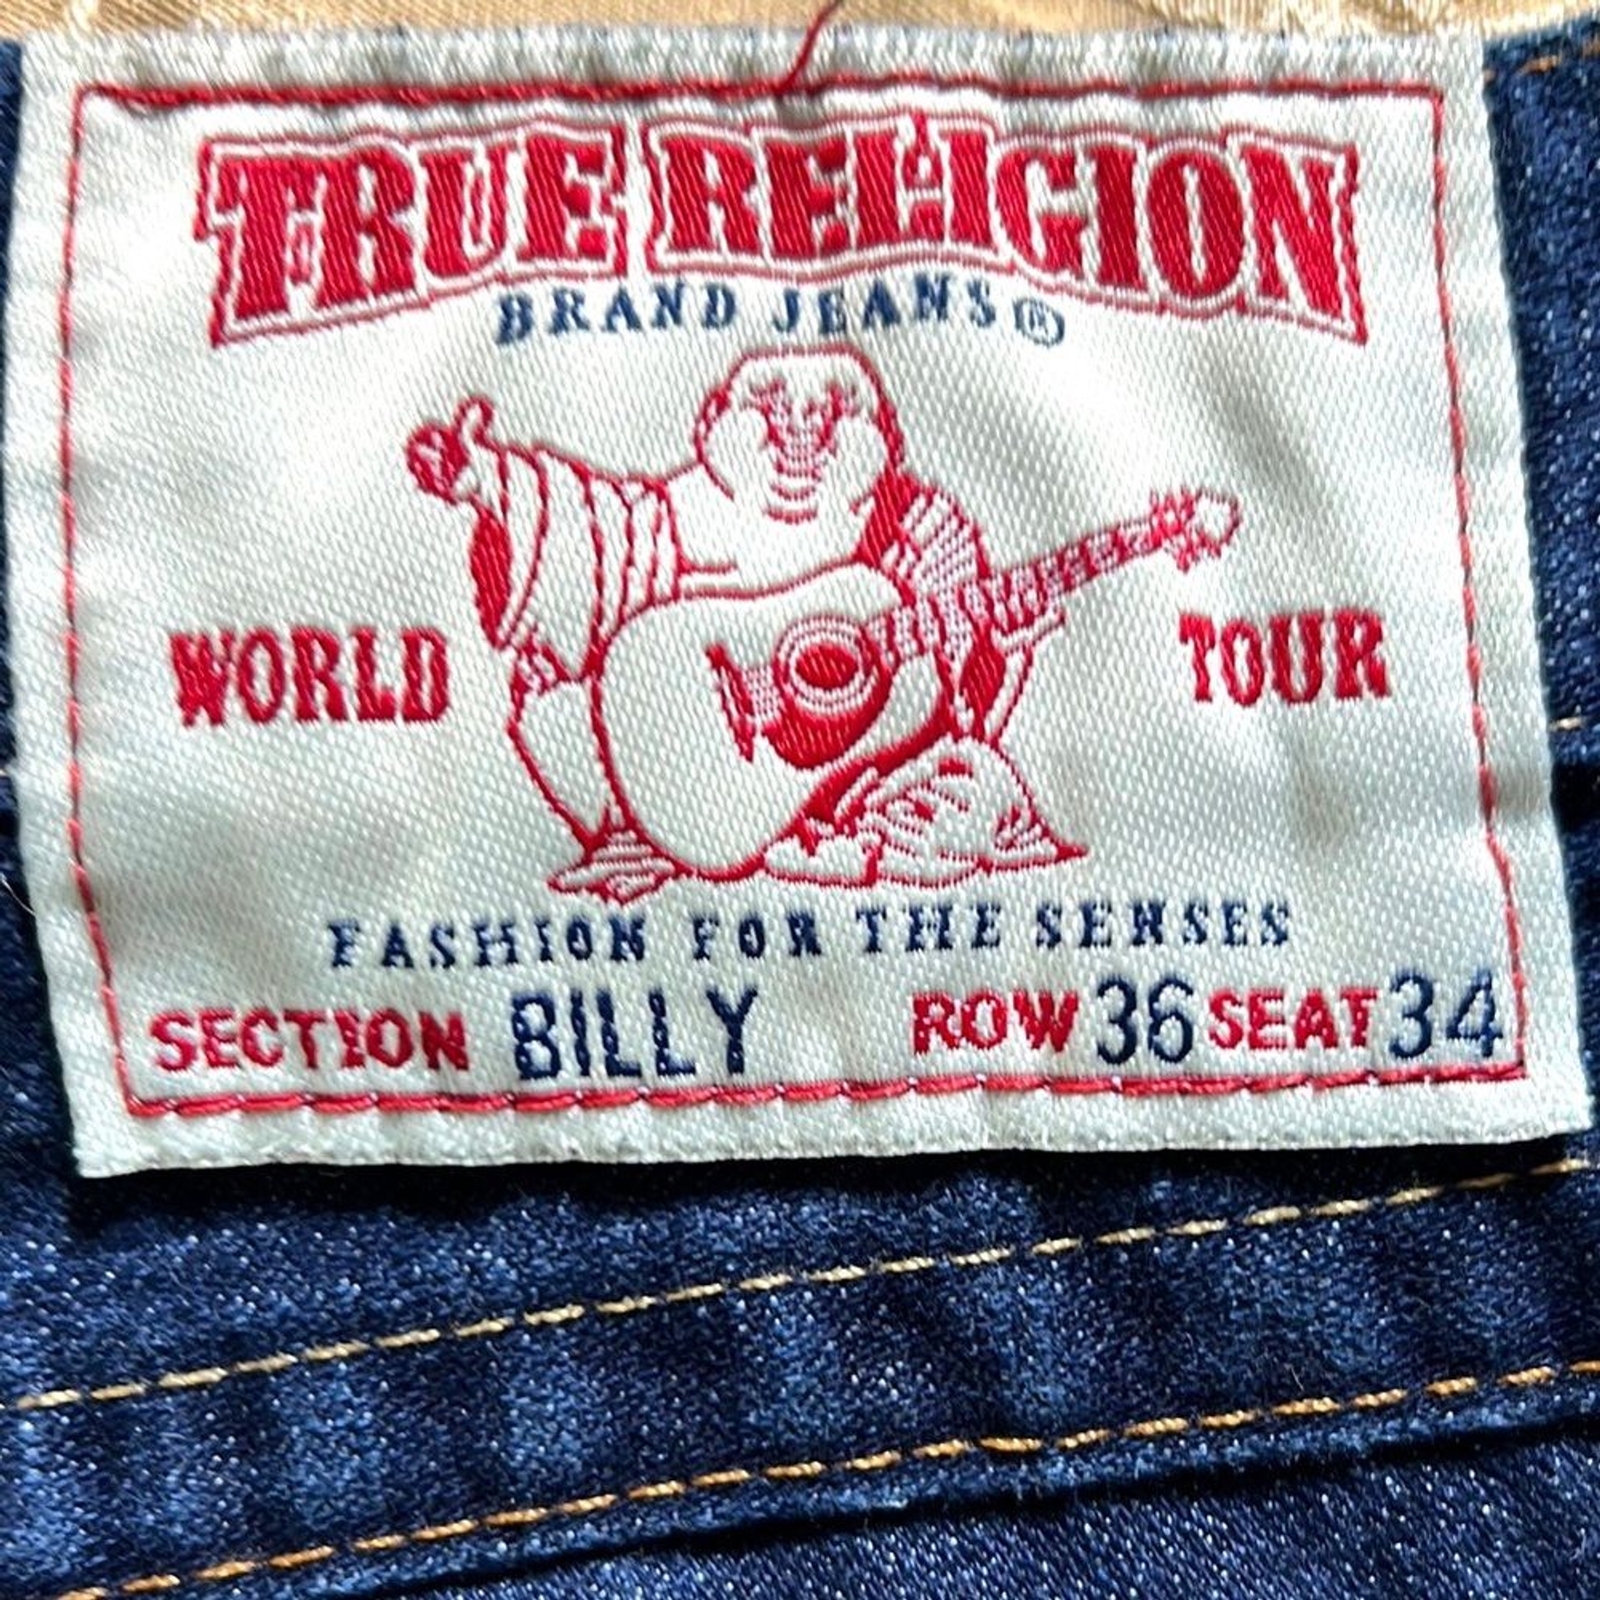 TRUE RELIGION
BRAND JEANS®
WORLD TOUR
FASHION FOR THE SENSES
SECTION BILLY ROW 36 SEAT 34